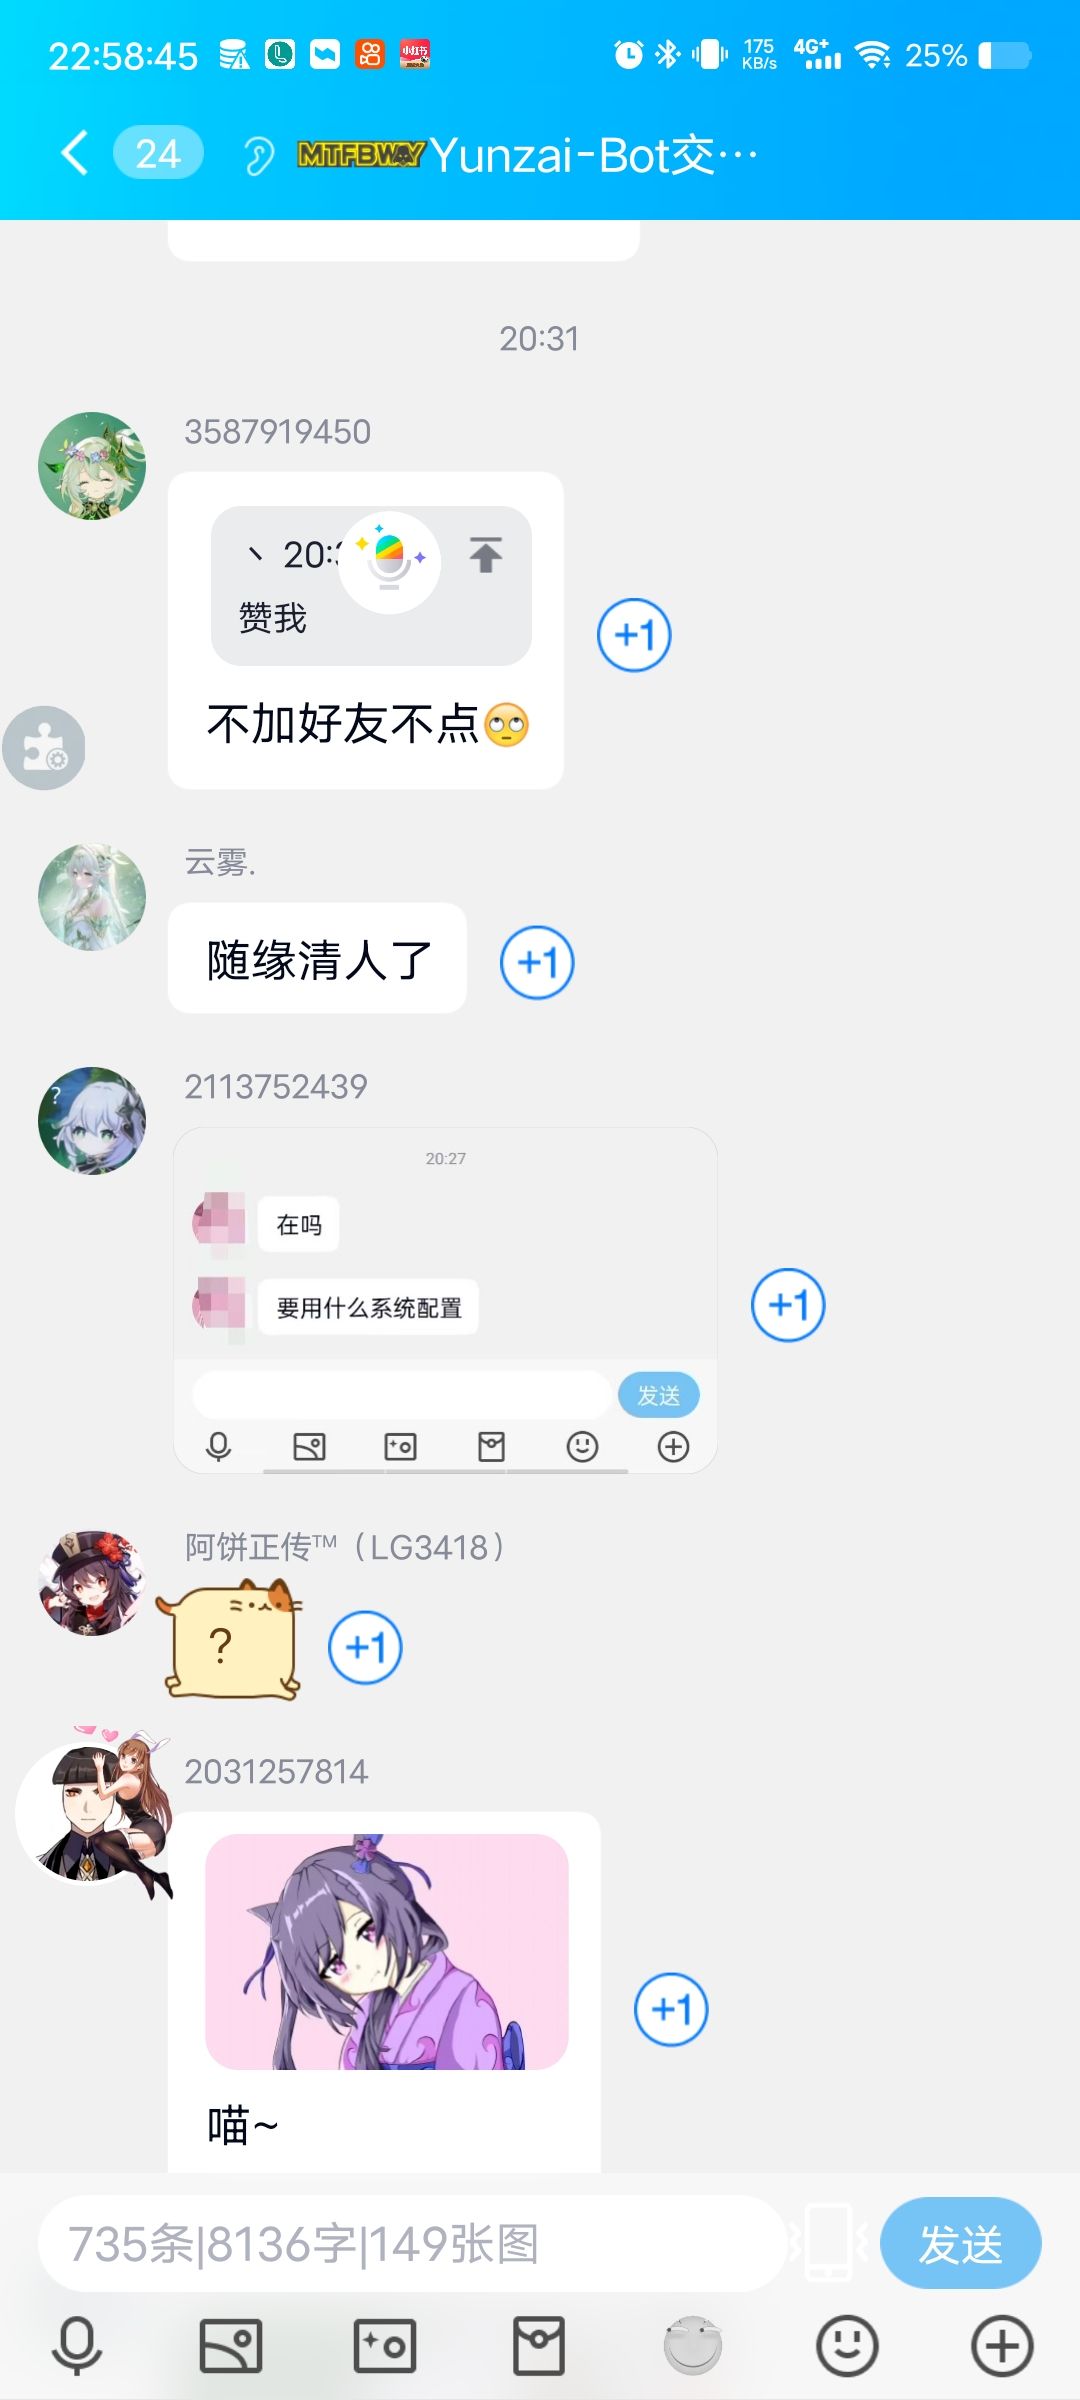 22:58:45
175
KB/s
4G+
25%
24
MTFBWY Yunzai-Bot交…
20:31
3587919450
丶 20:
赞我
+1
不加好友不点🙄
云雾.
随缘清人了
+1
2113752439
?
20:27
在吗
要用什么系统配置
+1
发送
阿饼正传™（LG3418）
?
+1
2031257814
+1
喵~
735条|8136字|149张图
发送